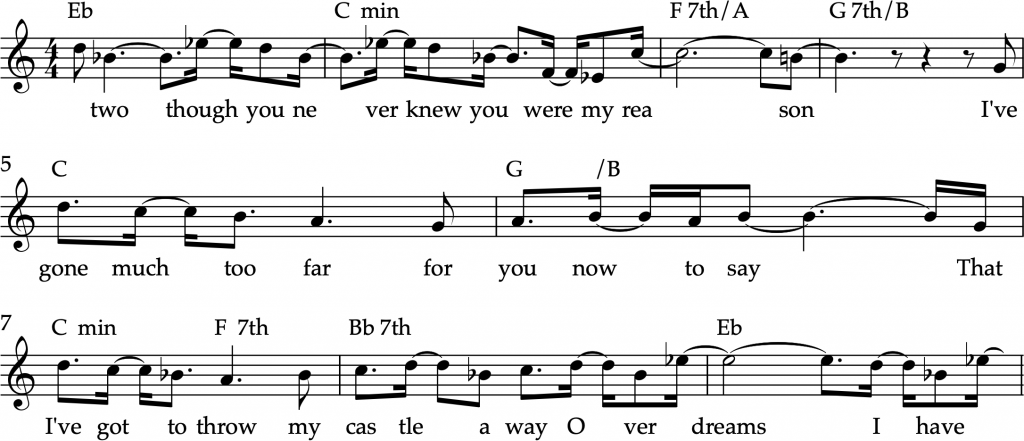 Eb C min F 7th/A G 7th/B
4
4
two though you ne ver knew you were my rea son I've
5
C G /B
gone much too far for you now to say That
7
C min F 7th Bb 7th Eb
I've got to throw my cas tle a way O ver dreams I have